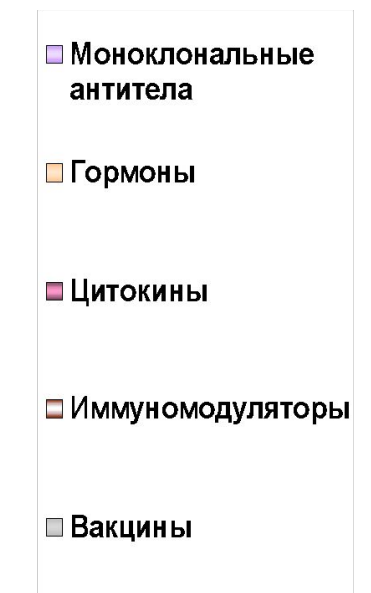 Моноклональные
антитела
Гормоны
Цитокины
Иммуномодуляторы
Вакцины